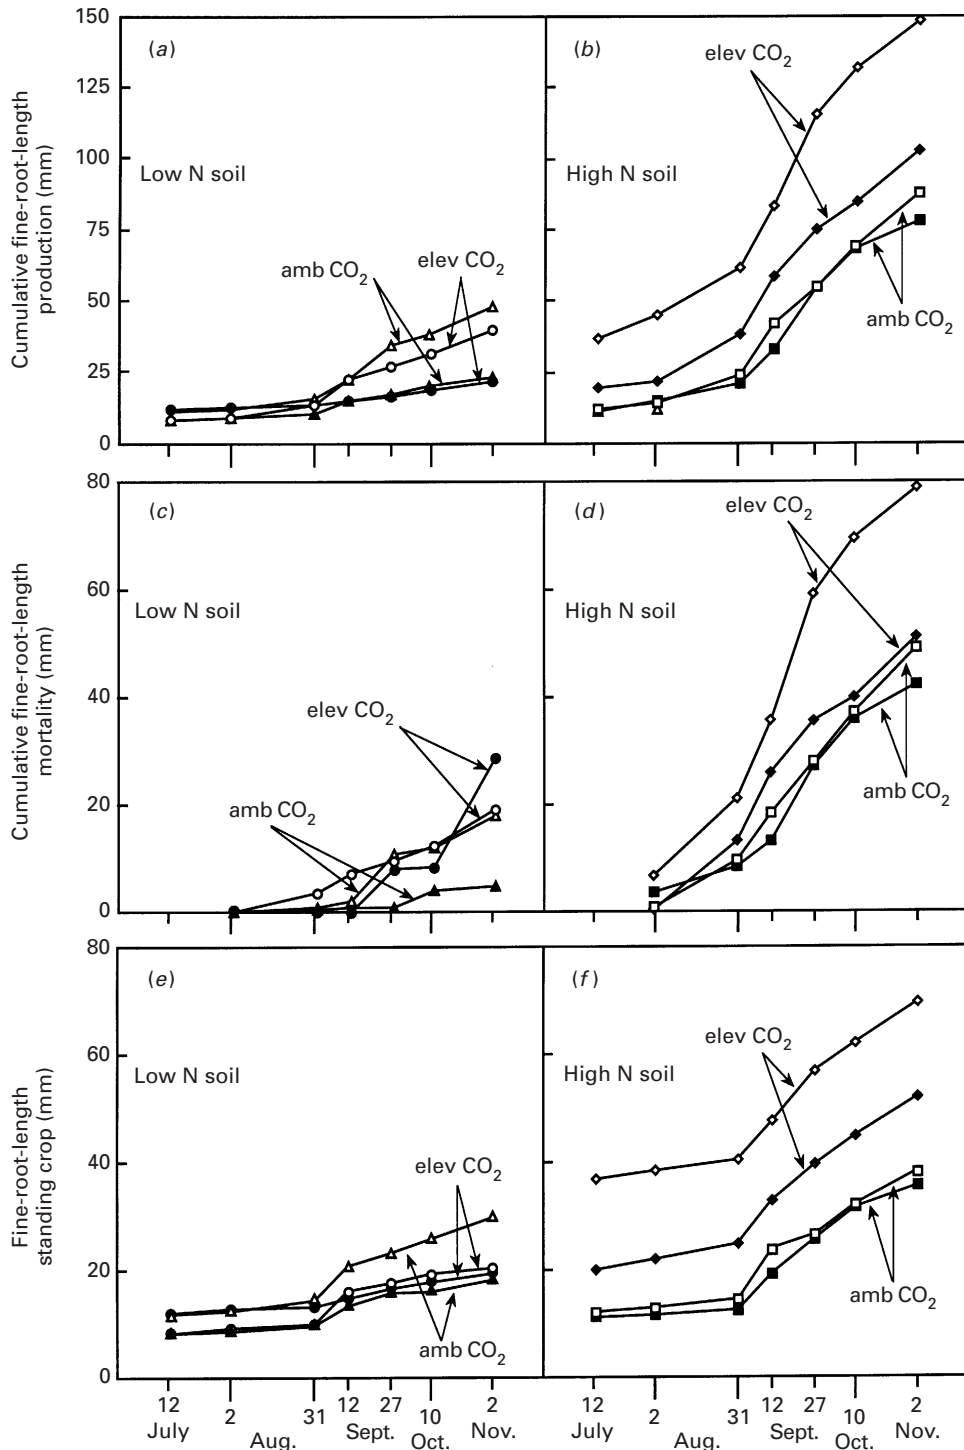 Cumulative fine-root-length
production (mm)
150
125
100
75
50
25
0
(a)
Low N soil
amb CO2
elev CO2
(b)
elev CO2
High N soil
amb CO2
Cumulative fine-root-length
mortality (mm)
80
60
40
20
0
(c)
Low N soil
elev CO2
amb CO2
(d)
elev CO2
High N soil
amb CO2
Fine-root-length
standing crop (mm)
80
60
40
20
0
(e)
Low N soil
elev CO2
amb CO2
(f)
elev CO2
High N soil
amb CO2
12 2 31 12 27 10 2
July Aug. Sept. Oct. Nov.
12 2 31 12 27 10 2
July Aug. Sept. Oct. Nov.